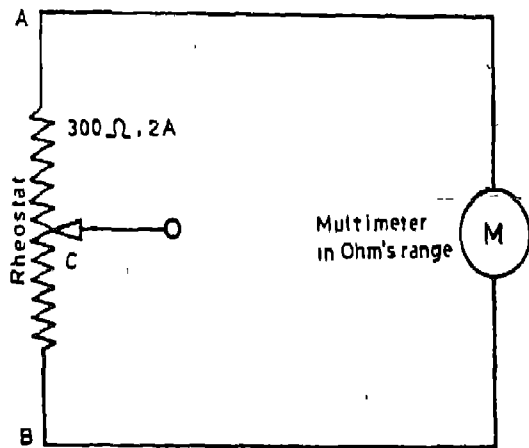 A
300Ω, 2A
Rheostat
C
Multimeter
in Ohm's range
M
B